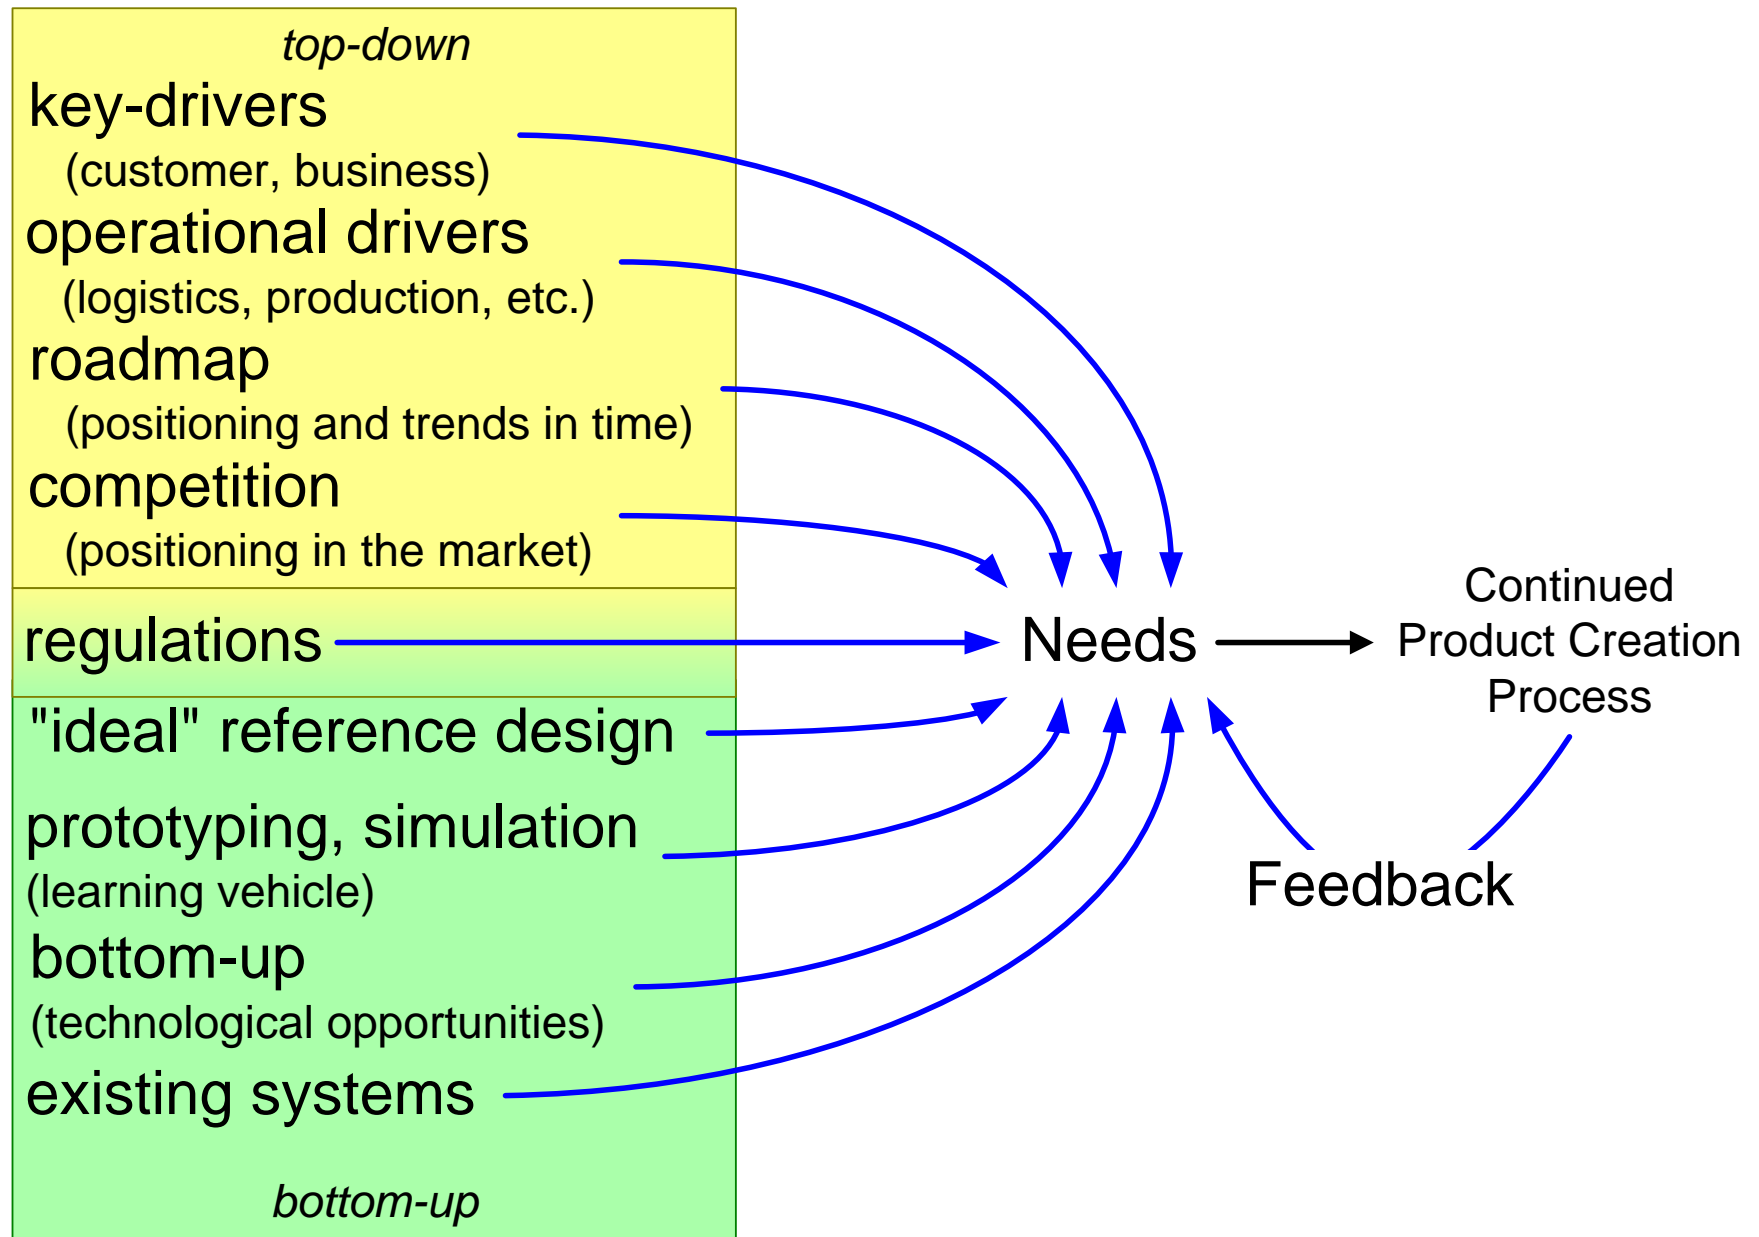 top-down
key-drivers
(customer, business)
operational drivers
(logistics, production, etc.)
roadmap
(positioning and trends in time)
competition
(positioning in the market)
regulations
"ideal" reference design
prototyping, simulation
(learning vehicle)
bottom-up
(technological opportunities)
existing systems
bottom-up
Needs
Continued
Product Creation
Process
Feedback